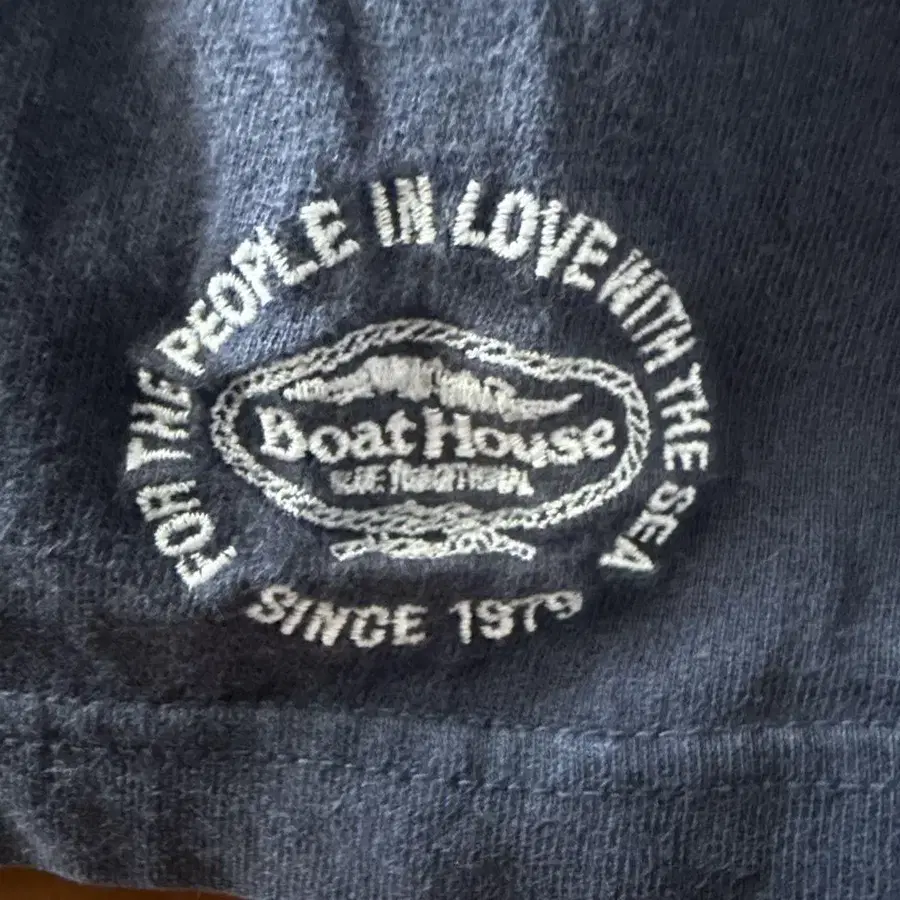 FOR THE PEOPLE IN LOVE WITH THE SEA
Boat House
SINCE 1979